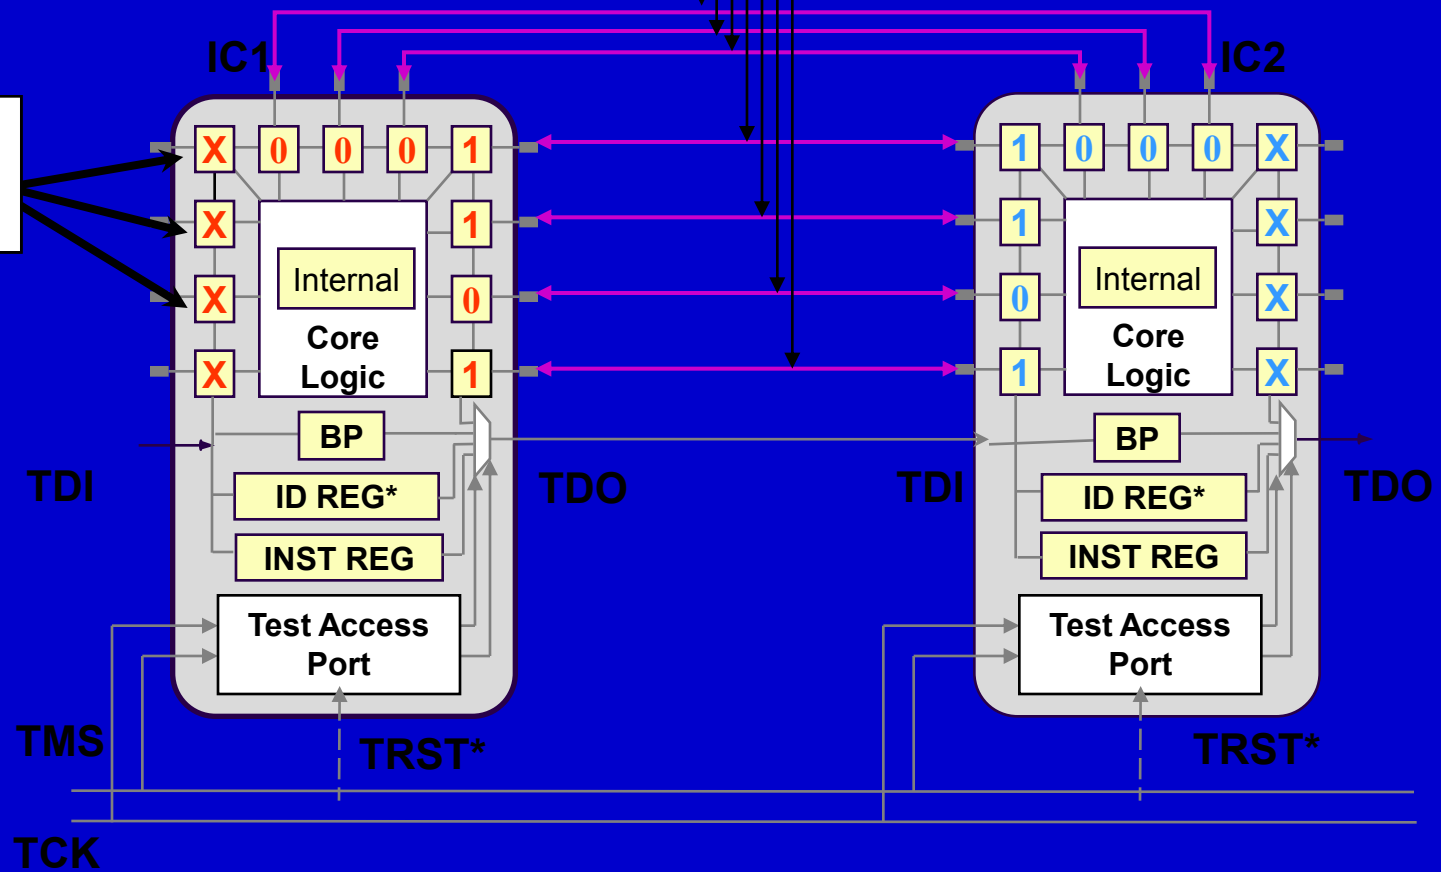 IC1
IC2
X 0 0 0 1
1 0 0 0 X
X 1
1 X
Internal
Internal
X 0
0 X
Core
Logic
Core
Logic
X 1
1 X
BP
BP
TDI
ID REG*
TDO
TDI
ID REG*
TDO
INST REG
INST REG
Test Access
Port
Test Access
Port
TMS
TRST*
TRST*
TCK